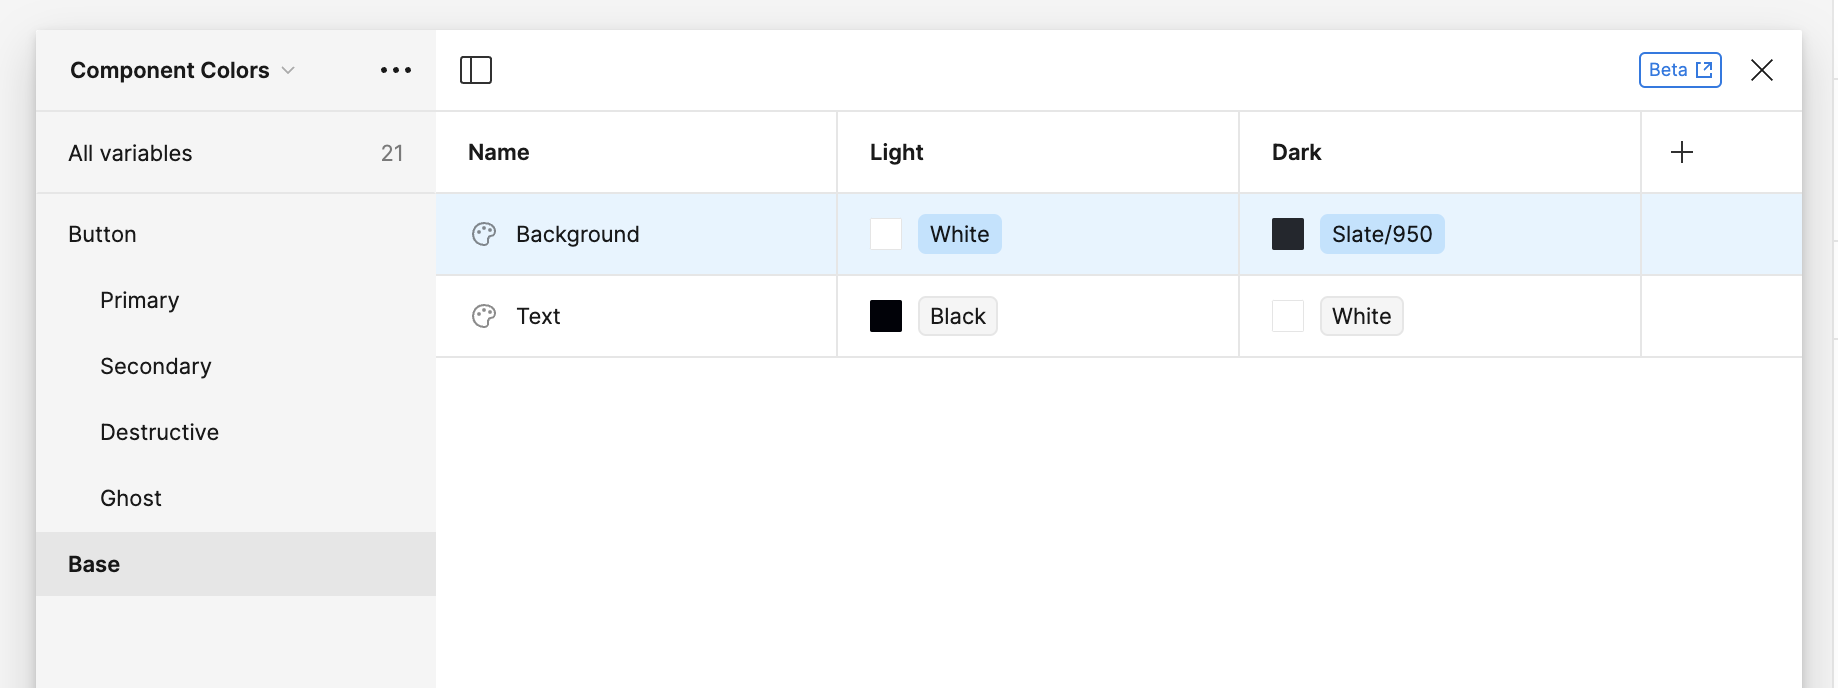 Component Colors
Beta
All variables 21
Name Light Dark
Button
Primary
Secondary
Destructive
Ghost
Base
Background White Slate/950
Text Black White